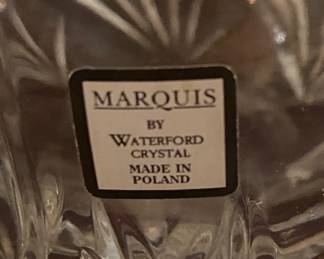 MARQUIS
BY
WATERFORD
CRYSTAL
MADE IN
POLAND